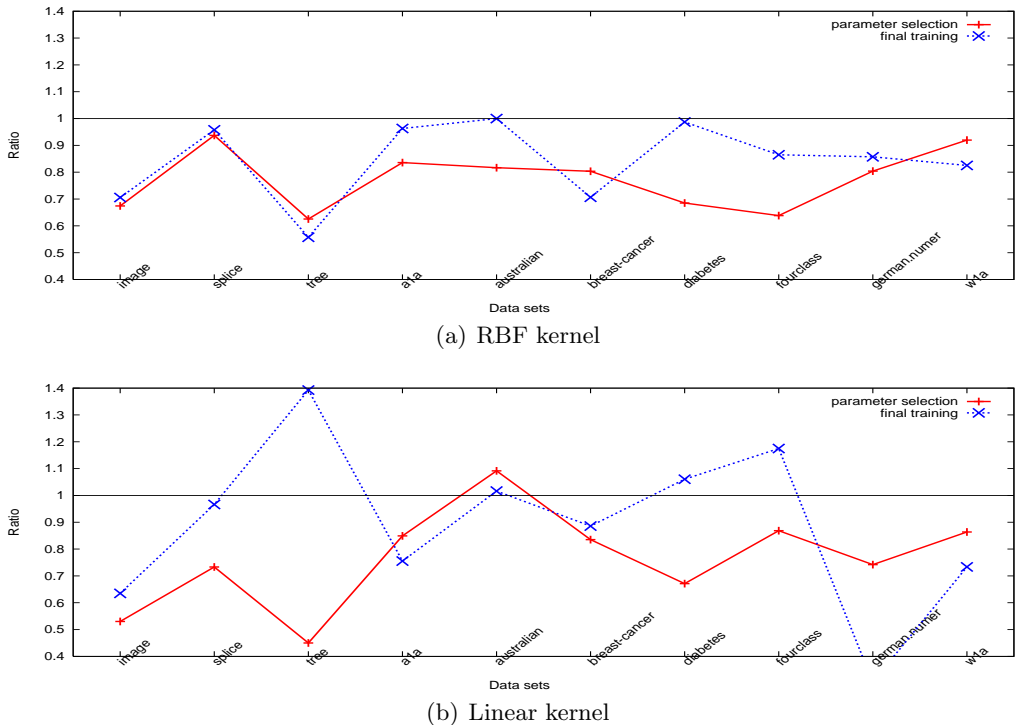 1.4
1.3
1.2
1.1
1
0.9
0.8
0.7
0.6
0.5
0.4
Ratio
parameter selection
final training
image
splice
tree
a1a
australian
breast-cancer
diabetes
fourclass
german.numer
w1a
Data sets
(a) RBF kernel
1.4
1.3
1.2
1.1
1
0.9
0.8
0.7
0.6
0.5
0.4
Ratio
parameter selection
final training
image
splice
tree
a1a
australian
breast-cancer
diabetes
fourclass
german.numer
w1a
Data sets
(b) Linear kernel